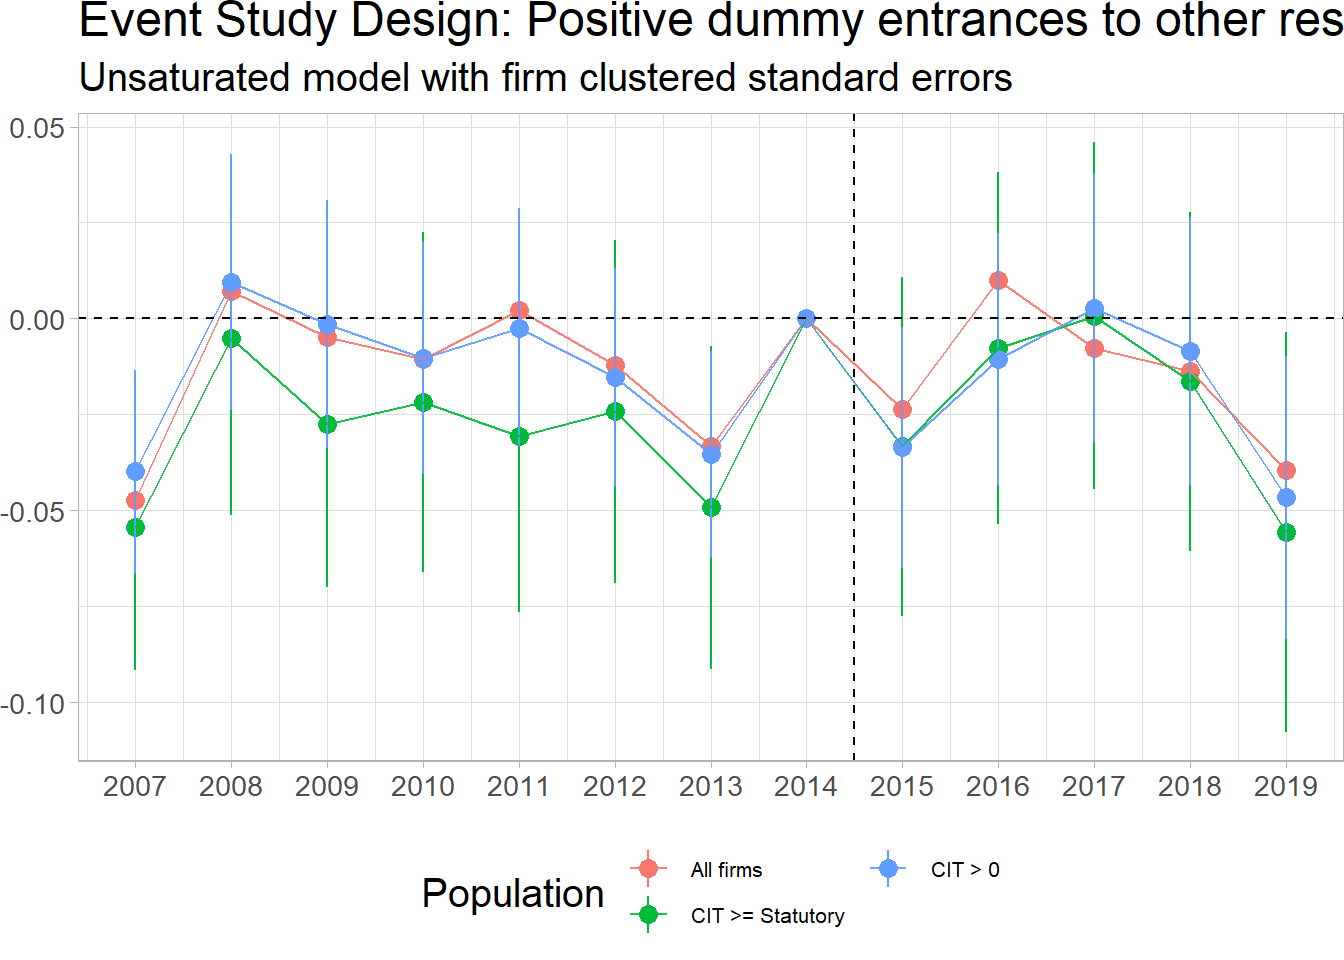 Event Study Design: Positive dummy entrances to other res
Unsaturated model with firm clustered standard errors
0.05
0.00
-0.05
-0.10
2007 2008 2009 2010 2011 2012 2013 2014 2015 2016 2017 2018 2019
Population
All firms
CIT > 0
CIT >= Statutory